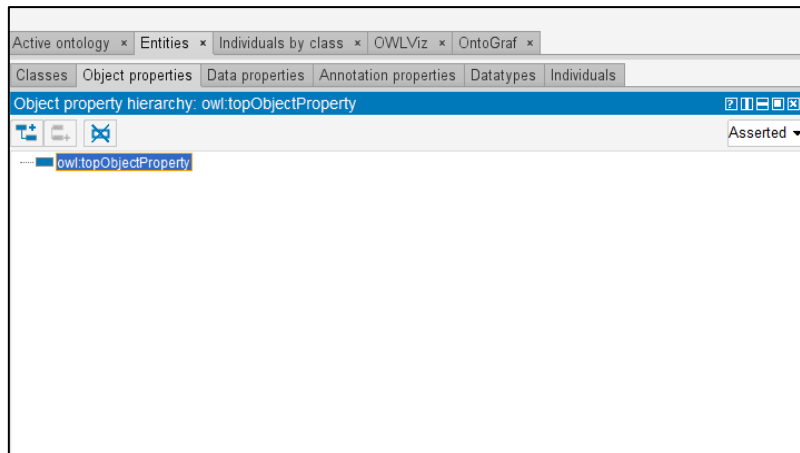 Active ontology × Entities × Individuals by class × OWLViz × OntoGraf ×
Classes Object properties Data properties Annotation properties Datatypes Individuals
Object property hierarchy: owl:topObjectProperty
Asserted
owl:topObjectProperty